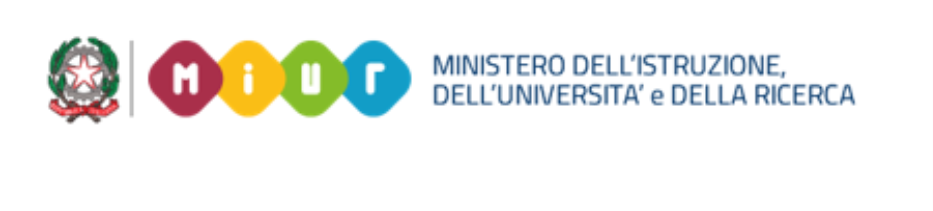 MIUR
MINISTERO DELL'ISTRUZIONE,
DELL'UNIVERSITA' e DELLA RICERCA